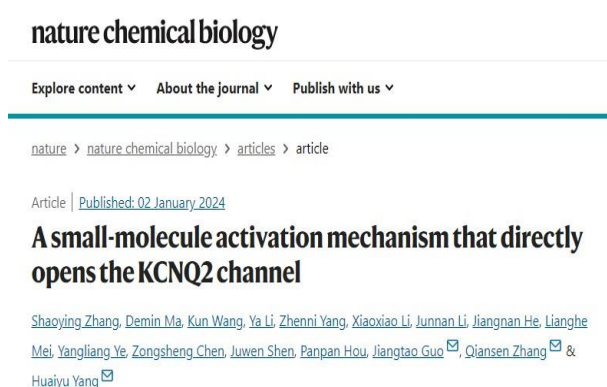 nature chemical biology
Explore content About the journal Publish with us
nature > nature chemical biology > articles > article
Article | Published: 02 January 2024
A small-molecule activation mechanism that directly
opens the KCNQ2 channel
Shaoying Zhang, Demin Ma, Kun Wang, Ya Li, Zhenni Yang, Xiaoxiao Li, Junnan Li, Jiangnan He, Lianghe
Mei, Yangliang Ye, Zongsheng Chen, Juwen Shen, Panpan Hou, Jiangtao Guo, Qiansen Zhang &
Huaiyu Yang